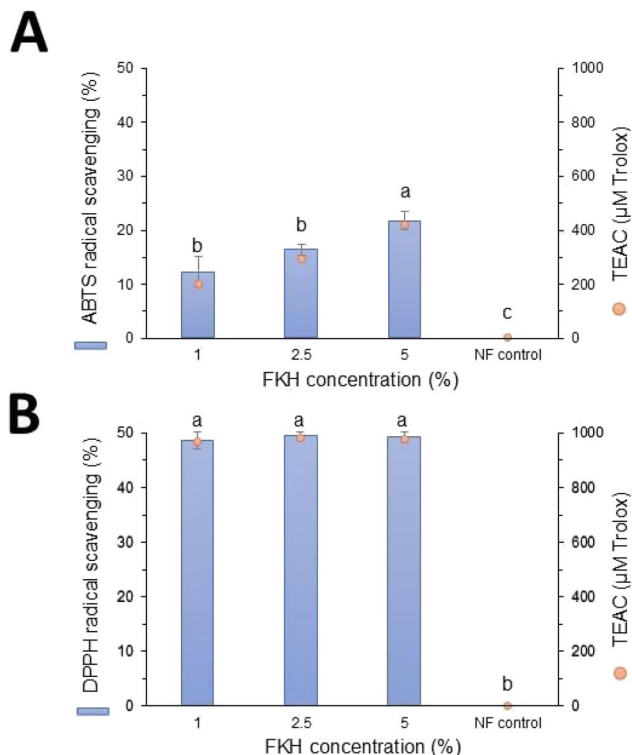 A
ABTS radical scavenging (%)
50
40
30
20
10
0
b
b
a
c
1000
800
600
400
200
0
TEAC (µM Trolox)
1
2.5
5
NF control
FKH concentration (%)
B
DPPH radical scavenging (%)
50
40
30
20
10
0
a
a
a
b
1000
800
600
400
200
0
TEAC (µM Trolox)
1
2.5
5
NF control
FKH concentration (%)